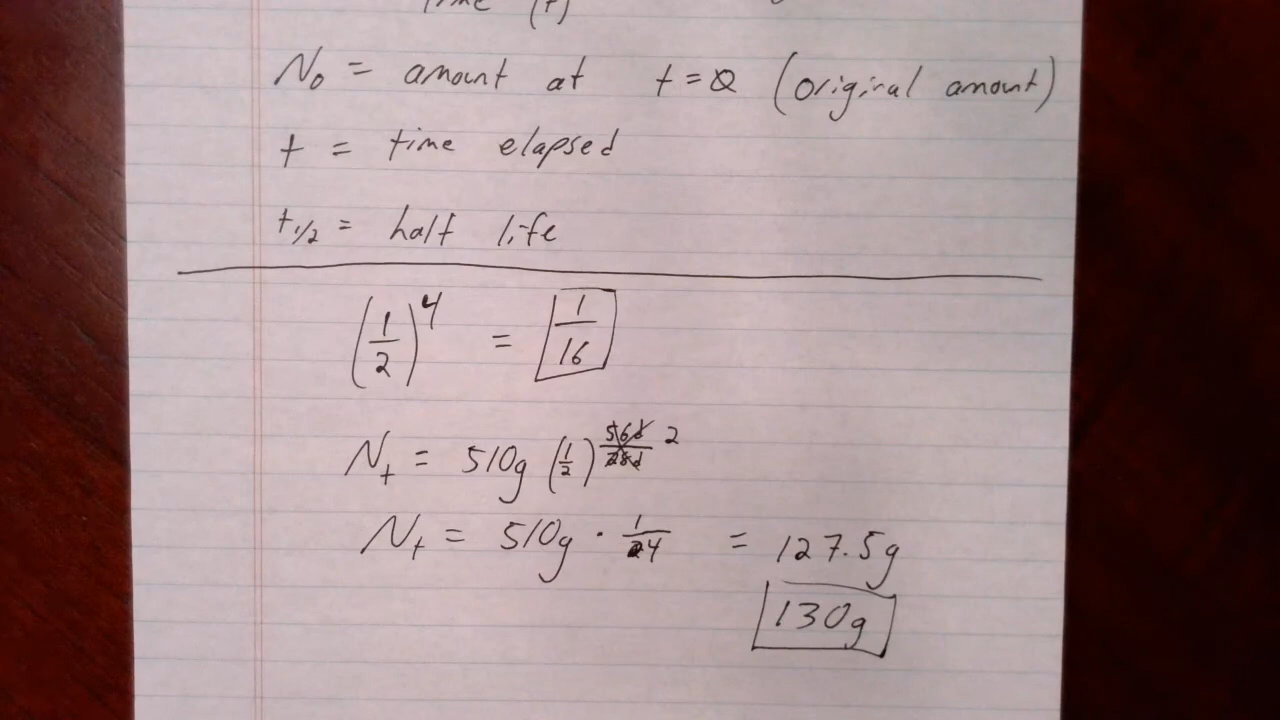 Time (t)
N₀ = amount at t = 0 (original amount)
t = time elapsed
t1/2 = half life
(1/2)^4 = 1/16
Nt = 510g (1/2)^(56d/28d) 2
Nt = 510g · 1/4 = 127.5g
130g